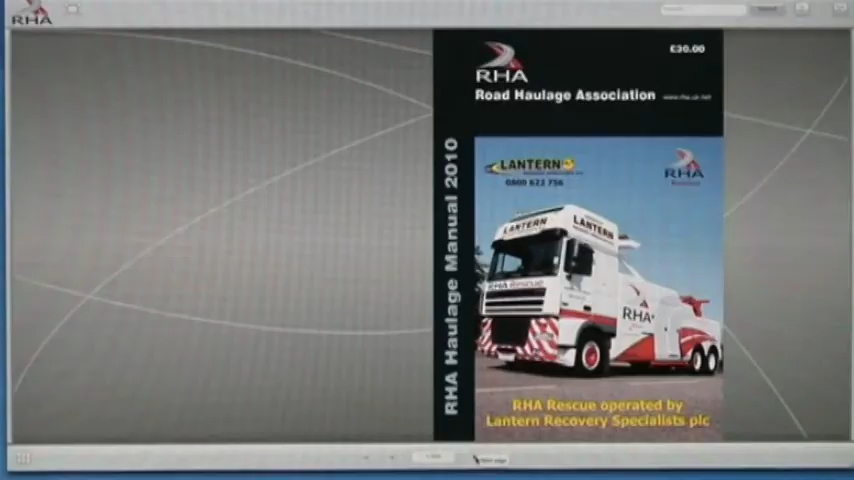 RHA
£30.00
RHA
Road Haulage Association www.rha.uk.net
RHA Haulage Manual 2010
LANTERN
0800 622 756
RHA
LANTERN
LANTERN
RHA Rescue
RHA
RHA Rescue operated by
Lantern Recovery Specialists plc